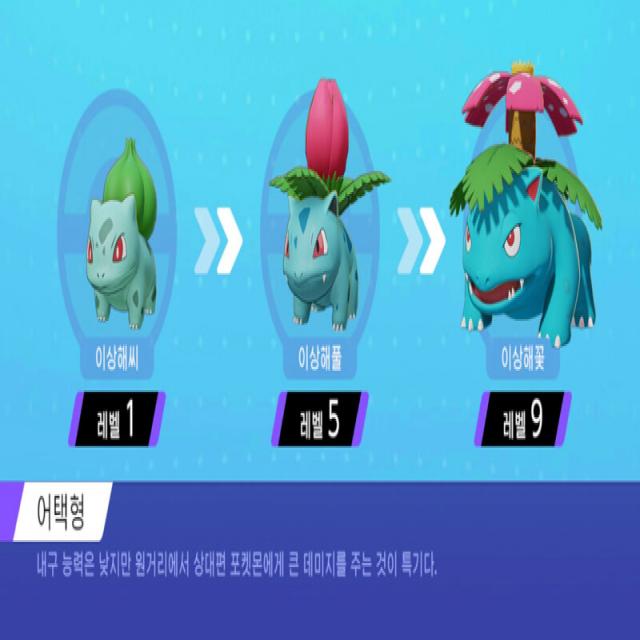 이상해씨
이상해풀
이상해꽃
레벨 1
레벨 5
레벨 9
어택형
내구 능력은 낮지만 원거리에서 상대편 포켓몬에게 큰 데미지를 주는 것이 특기다.